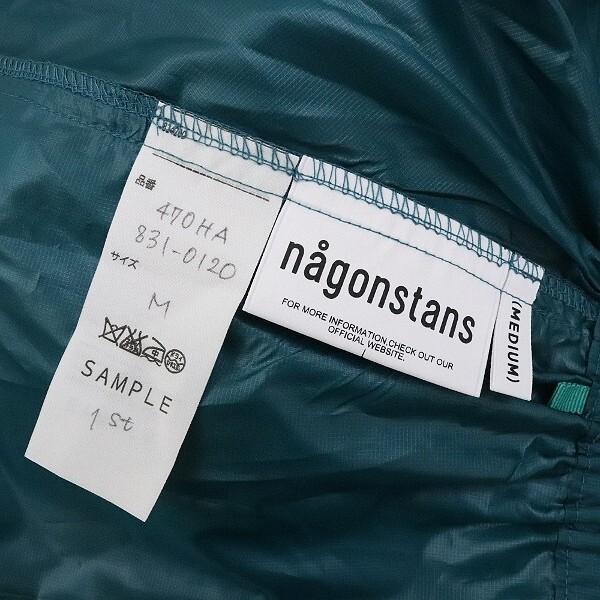 品番
470HA
831-0120
サイズ
M
SAMPLE
1st
någonstans
FOR MORE INFORMATION,CHECK OUT OUR
OFFICIAL WEBSITE.
(MEDIUM)